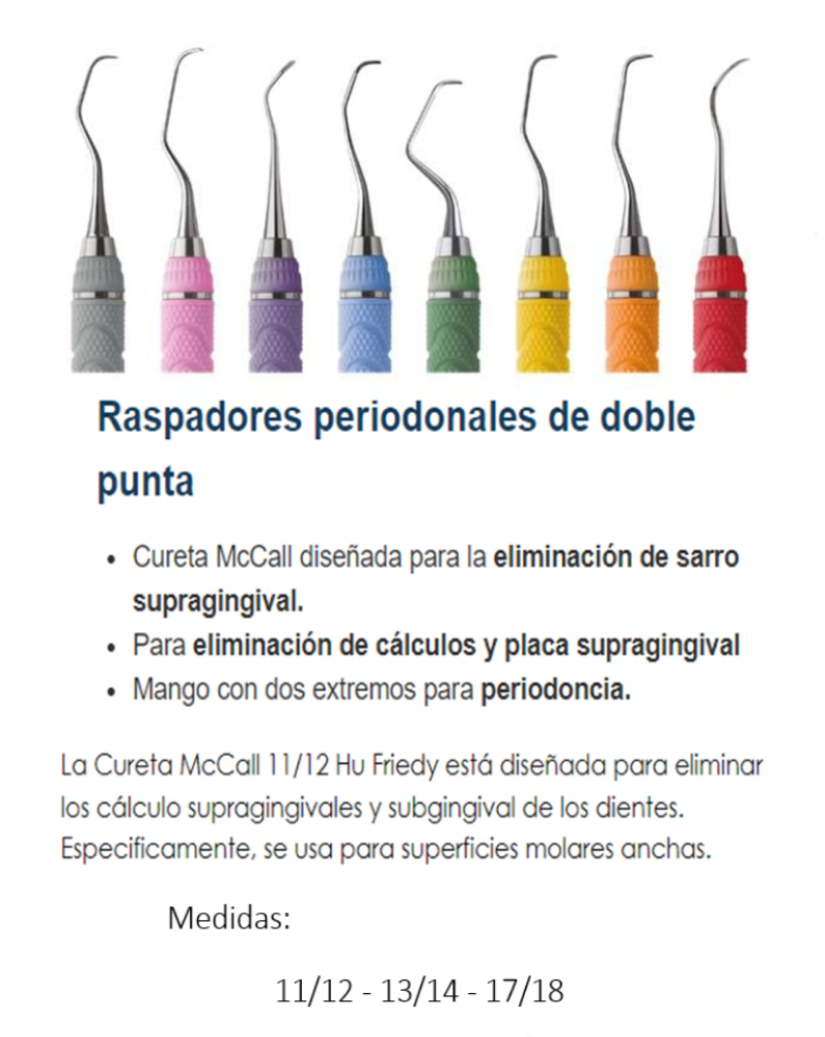 Raspadores periodonales de doble
punta
• Cureta McCall diseñada para la eliminación de sarro
supragingival.
• Para eliminación de cálculos y placa supragingival
• Mango con dos extremos para periodoncia.
La Cureta McCall 11/12 Hu Friedy está diseñada para eliminar
los cálculo supragingivales y subgingival de los dientes.
Especificamente, se usa para superficies molares anchas.
Medidas:
11/12 - 13/14 - 17/18